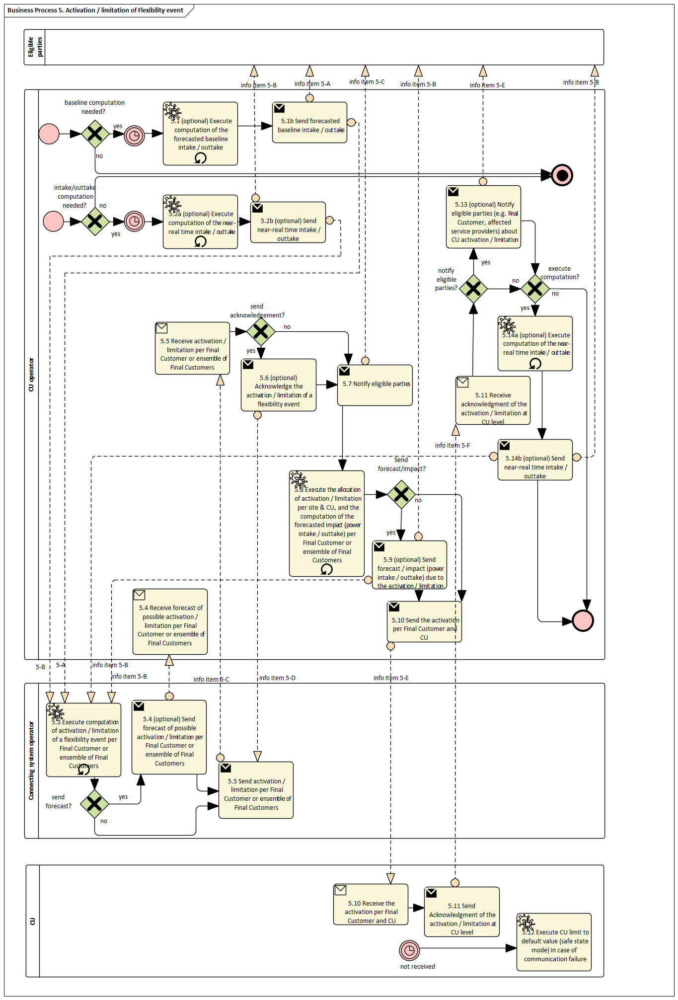 Business Process 5. Activation / limitation of Flexibility event
Eligible
parties
info item 5-B
info item 5-A
info item 5-C
info item 5-B
info item 5-E
info item 5-B
CU operator
baseline computation
needed?
yes
no
5.1 (optional) Execute
computation of the
forecasted baseline
intake / outtake
5.1b Send forecasted
baseline intake / outtake
intake/outtake
computation
needed?
no
yes
5.2a (optional) Execute
computation of the near-
real time intake / outtake
5.2b (optional) Send
near-real time intake /
outtake
5.13 (optional) Notify
eligible parties (e.g. Final
Customer, affected
service providers) about
CU activation / limitation
yes
notify
eligible
parties?
no
execute
computation?
no
yes
5.14a (optional) Execute
computation of the near-
real time intake / outtake
send
acknowledgement?
no
yes
5.5 Receive activation /
limitation per Final
Customer or ensemble of
Final Customers
5.6 (optional)
Acknowledge the
activation / limitation of a
flexibility event
5.7 Notify eligible parties
5.11 Receive
acknowledgment of the
activation / limitation at
CU level
info item 5-F
5.14b (optional) Send
near-real time intake /
outtake
Send
forecast/impact?
no
yes
5.8 Execute the allocation
of activation / limitation
per site & CU, and the
computation of the
forecasted impact (power
intake / outtake) per
Final Customer or
ensemble of Final
Customers
5.9 (optional) Send
forecast / impact (power
intake / outtake) due to
the activation / limitation
5.10 Send the activation
per Final Customer and
CU
5.4 Receive forecast of
possible activation /
limitation per Final
Customer or ensemble of
Final Customers
5-B
5-A
info item 5-B
info item 5-B
info item 5-C
info item 5-D
info item 5-E
Connecting system operator
5.3 Execute computation
of activation / limitation
of a flexibility event per
Final Customer or
ensemble of Final
Customers
5.4 (optional) Send
forecast of possible
activation / limitation per
Final Customer or
ensemble of Final
Customers
5.5 Send activation /
limitation per Final
Customer or ensemble of
Final Customers
send
forecast?
yes
no
CU
5.10 Receive the
activation per Final
Customer and CU
5.11 Send
Acknowledgment of the
activation / limitation at
CU level
5.12 Execute CU limit to
default value (safe state
mode) in case of
communication failure
not received